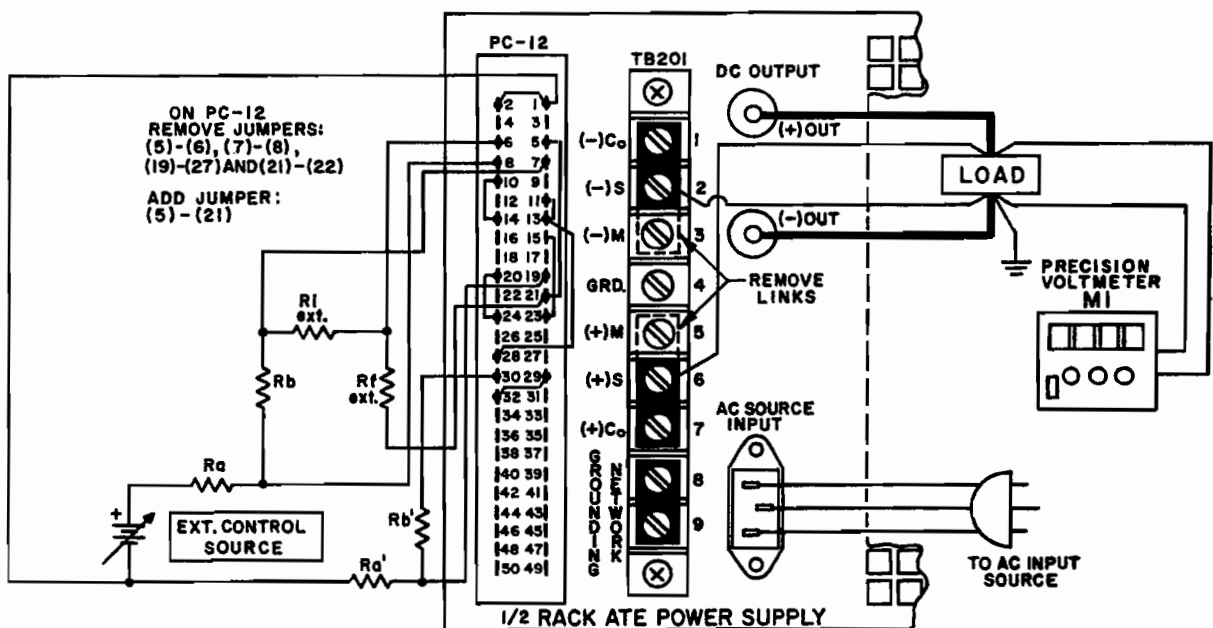 PC-12
TB201
DC OUTPUT
ON PC-12
REMOVE JUMPERS:
(5)-(6), (7)-(8),
(19)-(27) AND (21)-(22)
ADD JUMPER:
(5)-(21)
2 1
4 3
6 5
8 7
10 9
12 11
14 13
16 15
18 17
20 19
22 21
24 23
26 25
28 27
30 29
32 31
34 33
36 35
38 37
40 39
42 41
44 43
46 45
48 47
50 49
(-)Co 1
(-)S 2
(-)M 3
GRD. 4
(+)M 5
(+)S 6
(+)Co 7
8
9
GROUNDING
NETWORK
(+)OUT
LOAD
(-)OUT
REMOVE
LINKS
PRECISION
VOLTMETER
M1
AC SOURCE
INPUT
TO AC INPUT
SOURCE
Ri
ext.
Rb
Rf
ext.
Ra
+
EXT. CONTROL
SOURCE
Rb'
Ra'
1/2 RACK ATE POWER SUPPLY